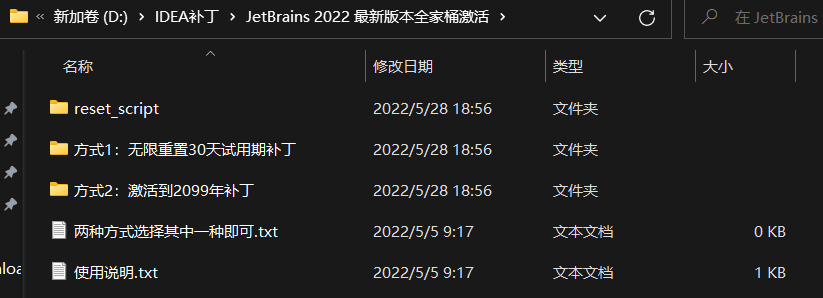 « 新加卷 (D:) › IDEA补丁 › JetBrains 2022 最新版本全家桶激活 › 在 JetBrains
名称 修改日期 类型 大小
reset_script 2022/5/28 18:56 文件夹
方式1：无限重置30天试用期补丁 2022/5/28 18:56 文件夹
方式2：激活到2099年补丁 2022/5/28 18:56 文件夹
两种方式选择其中一种即可.txt 2022/5/5 9:17 文本文档 0 KB
使用说明.txt 2022/5/5 9:17 文本文档 1 KB